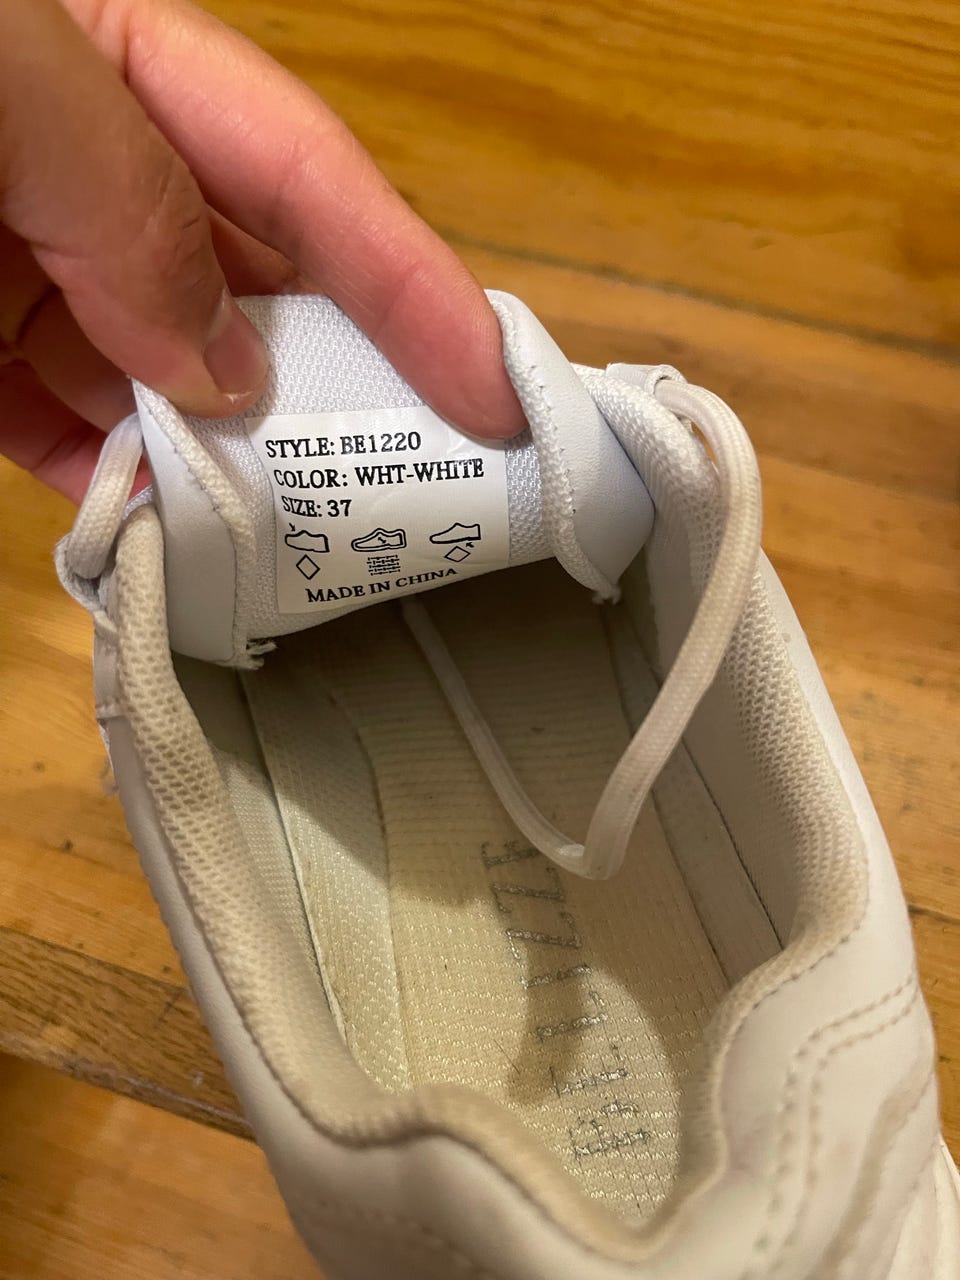 STYLE: BE1220
COLOR: WHT-WHITE
SIZE: 37
MADE IN CHINA